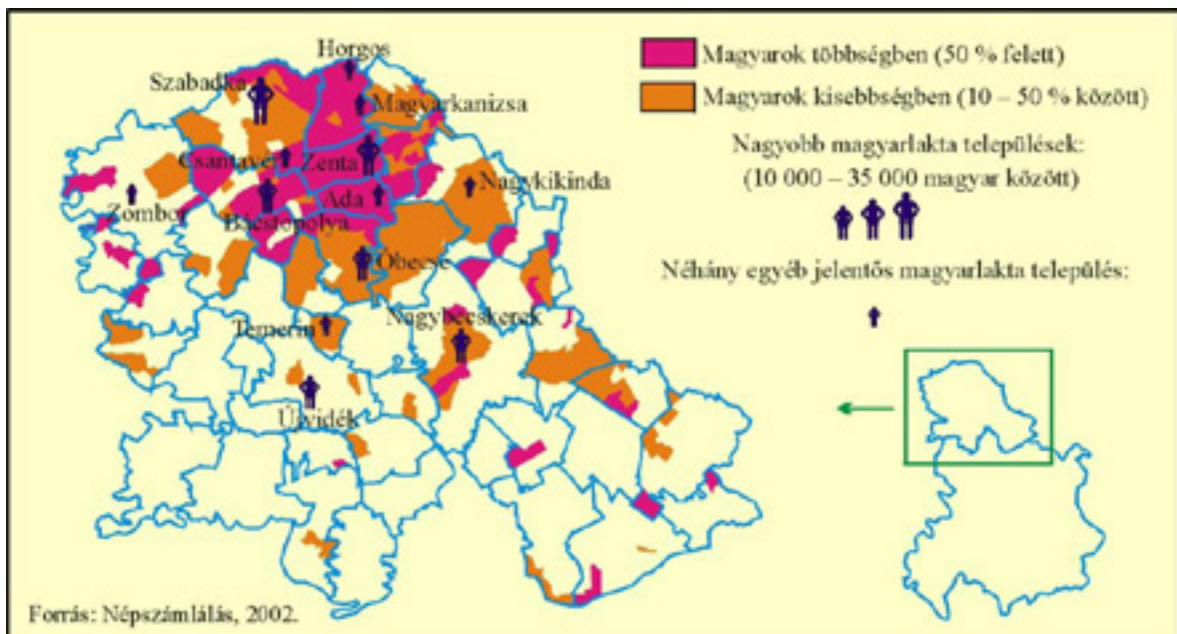 Horgos
Szabadka
Magyarkanizsa
Csantavér
Zenta
Nagykikinda
Ada
Zombor
Bácstopolya
Óbecse
Temerin
Nagybecskerek
Újvidék
Forrás: Népszámlálás, 2002.
Magyarok többségben (50 % felett)
Magyarok kisebbségben (10 – 50 % között)
Nagyobb magyarlakta települések:
(10 000 – 35 000 magyar között)
Néhány egyéb jelentős magyarlakta település: